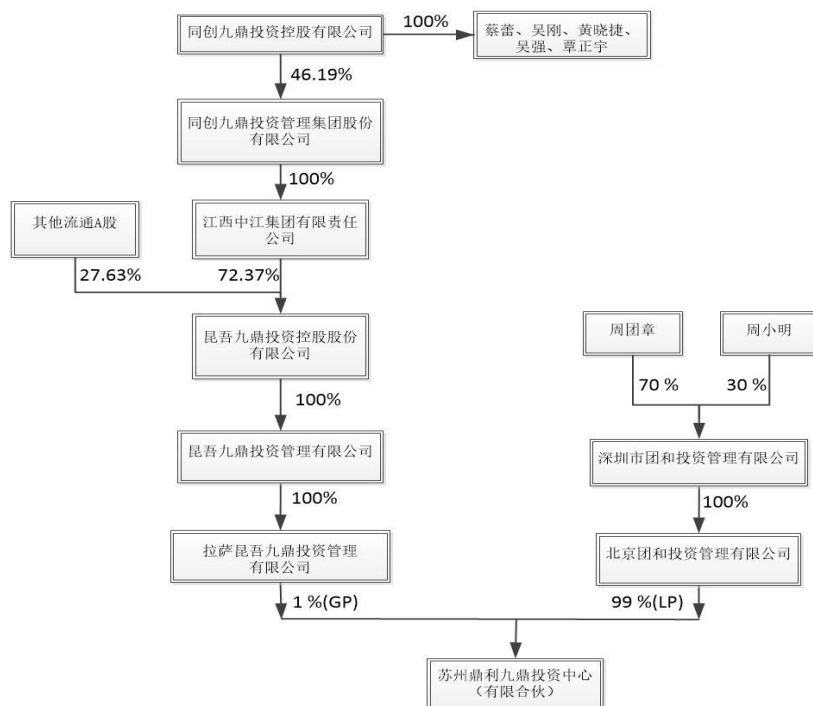 同创九鼎投资控股有限公司
100%
蔡蕾、吴刚、黄晓捷、
吴强、覃正宇
46.19%
同创九鼎投资管理集团股份
有限公司
100%
其他流通A股
江西中江集团有限责任
公司
27.63%
72.37%
昆吾九鼎投资控股股份
有限公司
周团章
周小明
100%
70 %
30 %
昆吾九鼎投资管理有限公司
深圳市团和投资管理有限公司
100%
100%
拉萨昆吾九鼎投资管理
有限公司
北京团和投资管理有限公司
1 %(GP)
99 %(LP)
苏州鼎利九鼎投资中心
（有限合伙）